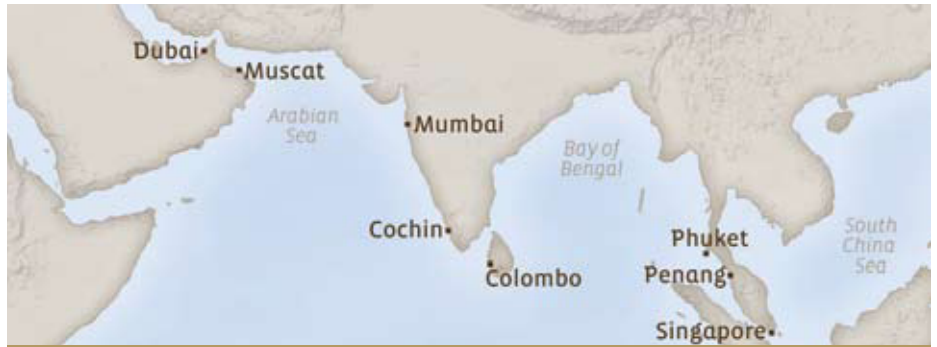 Dubai
Muscat
Arabian
Sea
Mumbai
Bay of
Bengal
Cochin
Colombo
Phuket
Penang
Singapore
South
China
Sea